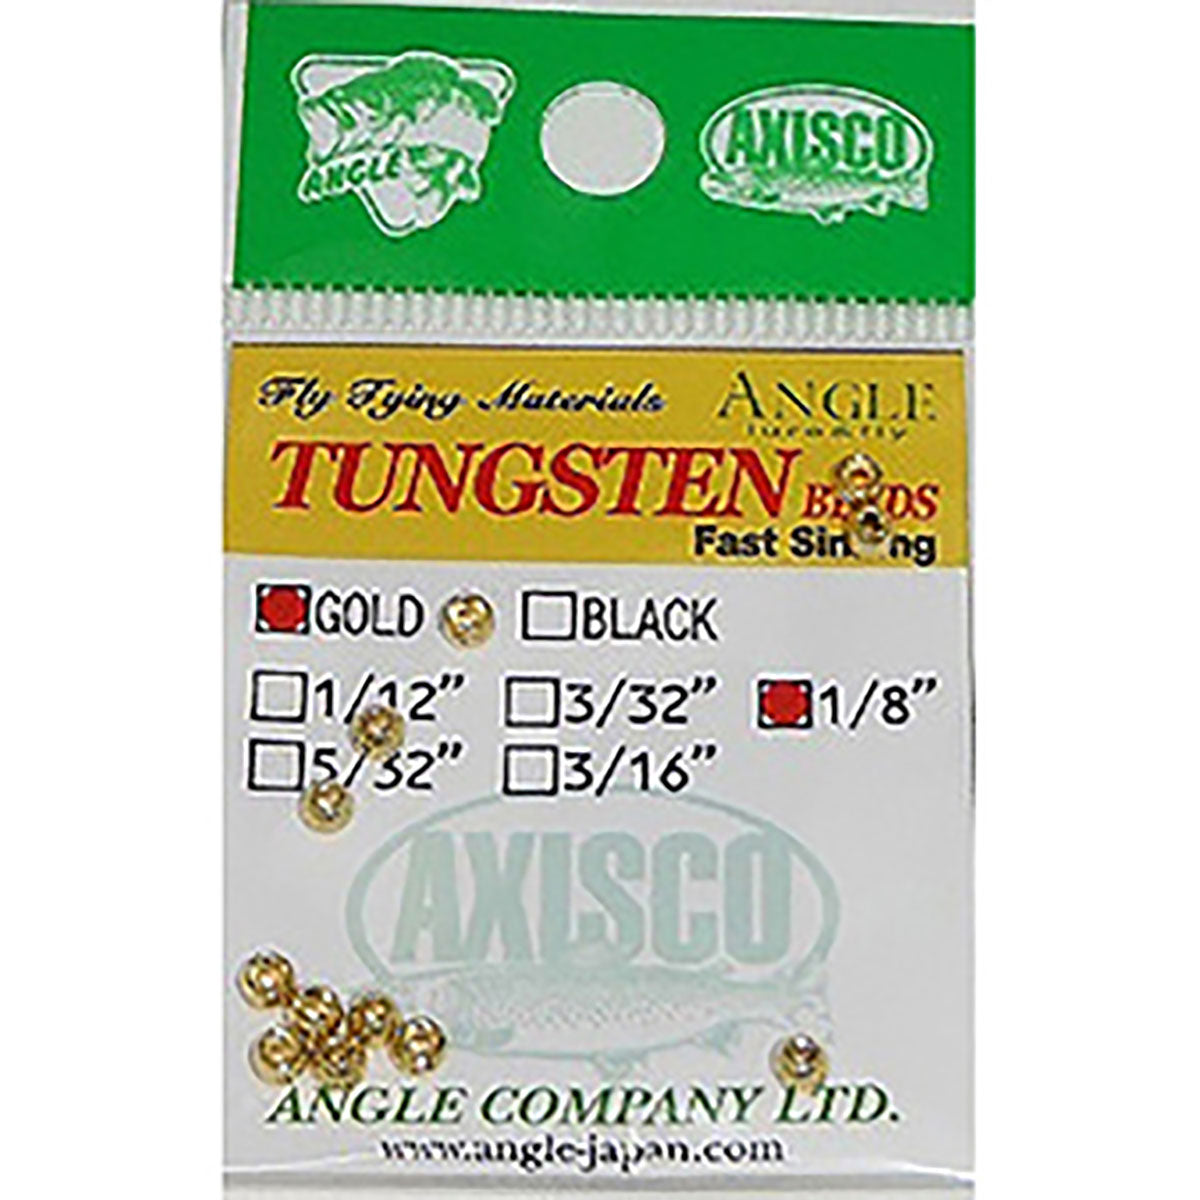 ANGLE
AXISCO
Fly Tying Materials ANGLE
TUNGSTEN
Fast
GOLD BLACK
1/12" 3/32" 1/8"
5/32" 3/16"
AXISCO
ANGLE COMPANY LTD.
www.angle-japan.com